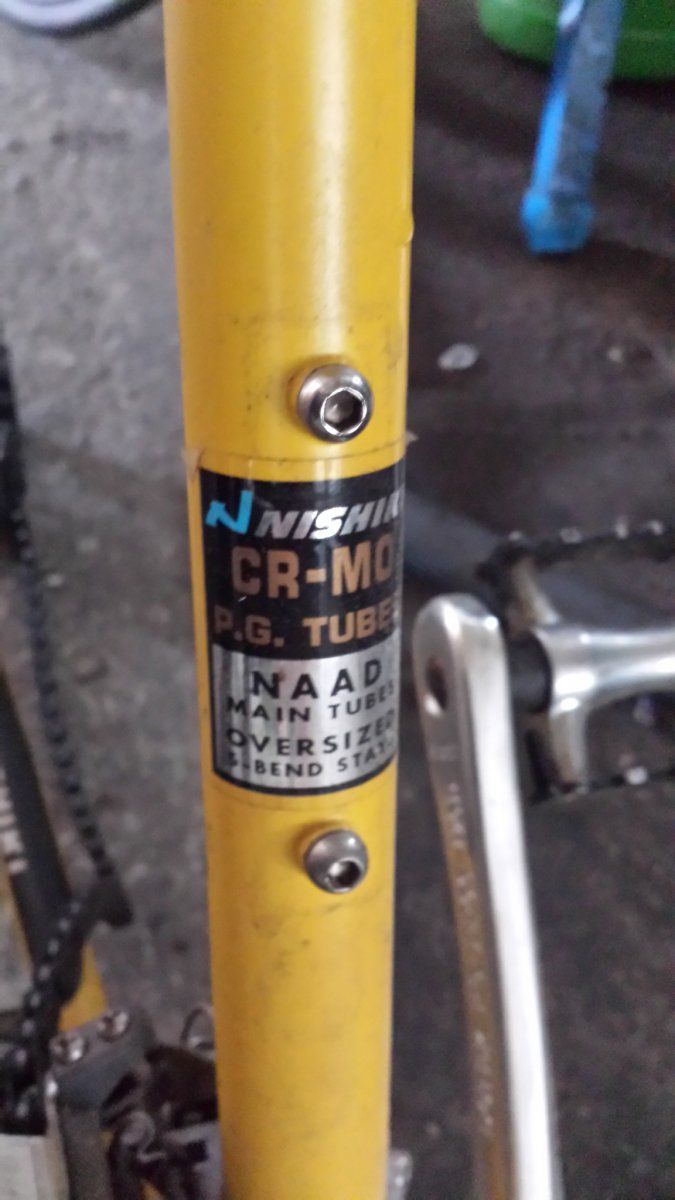 NISHIKI
CR-MO
P.G. TUBES
NAAD
MAIN TUBES
OVERSIZED
S-BEND STAYS